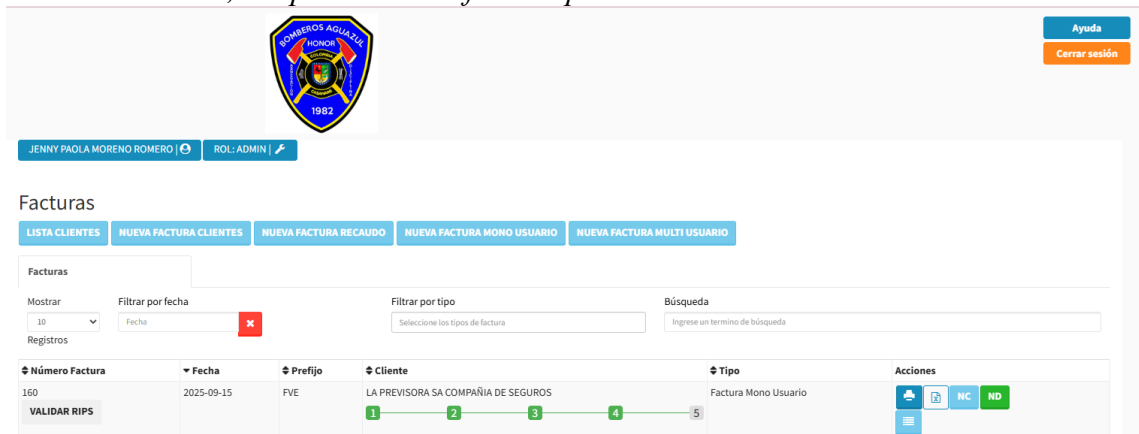 Ayuda
Cerrar sesión
BOMBEROS AGUAZUL
HONOR
COLOMBIA
CASANARE
1982
JENNY PAOLA MORENO ROMERO |
ROL: ADMIN |
Facturas
LISTA CLIENTES NUEVA FACTURA CLIENTES NUEVA FACTURA RECAUDO NUEVA FACTURA MONO USUARIO NUEVA FACTURA MULTI USUARIO
Facturas
Mostrar Filtrar por fecha Filtrar por tipo Búsqueda
10 Fecha Seleccione los tipos de factura Ingrese un termino de búsqueda
Registros
Número Factura Fecha Prefijo Cliente Tipo Acciones
160 2025-09-15 FVE LA PREVISORA SA COMPAÑIA DE SEGUROS Factura Mono Usuario NC ND
VALIDAR RIPS 1 2 3 4 5